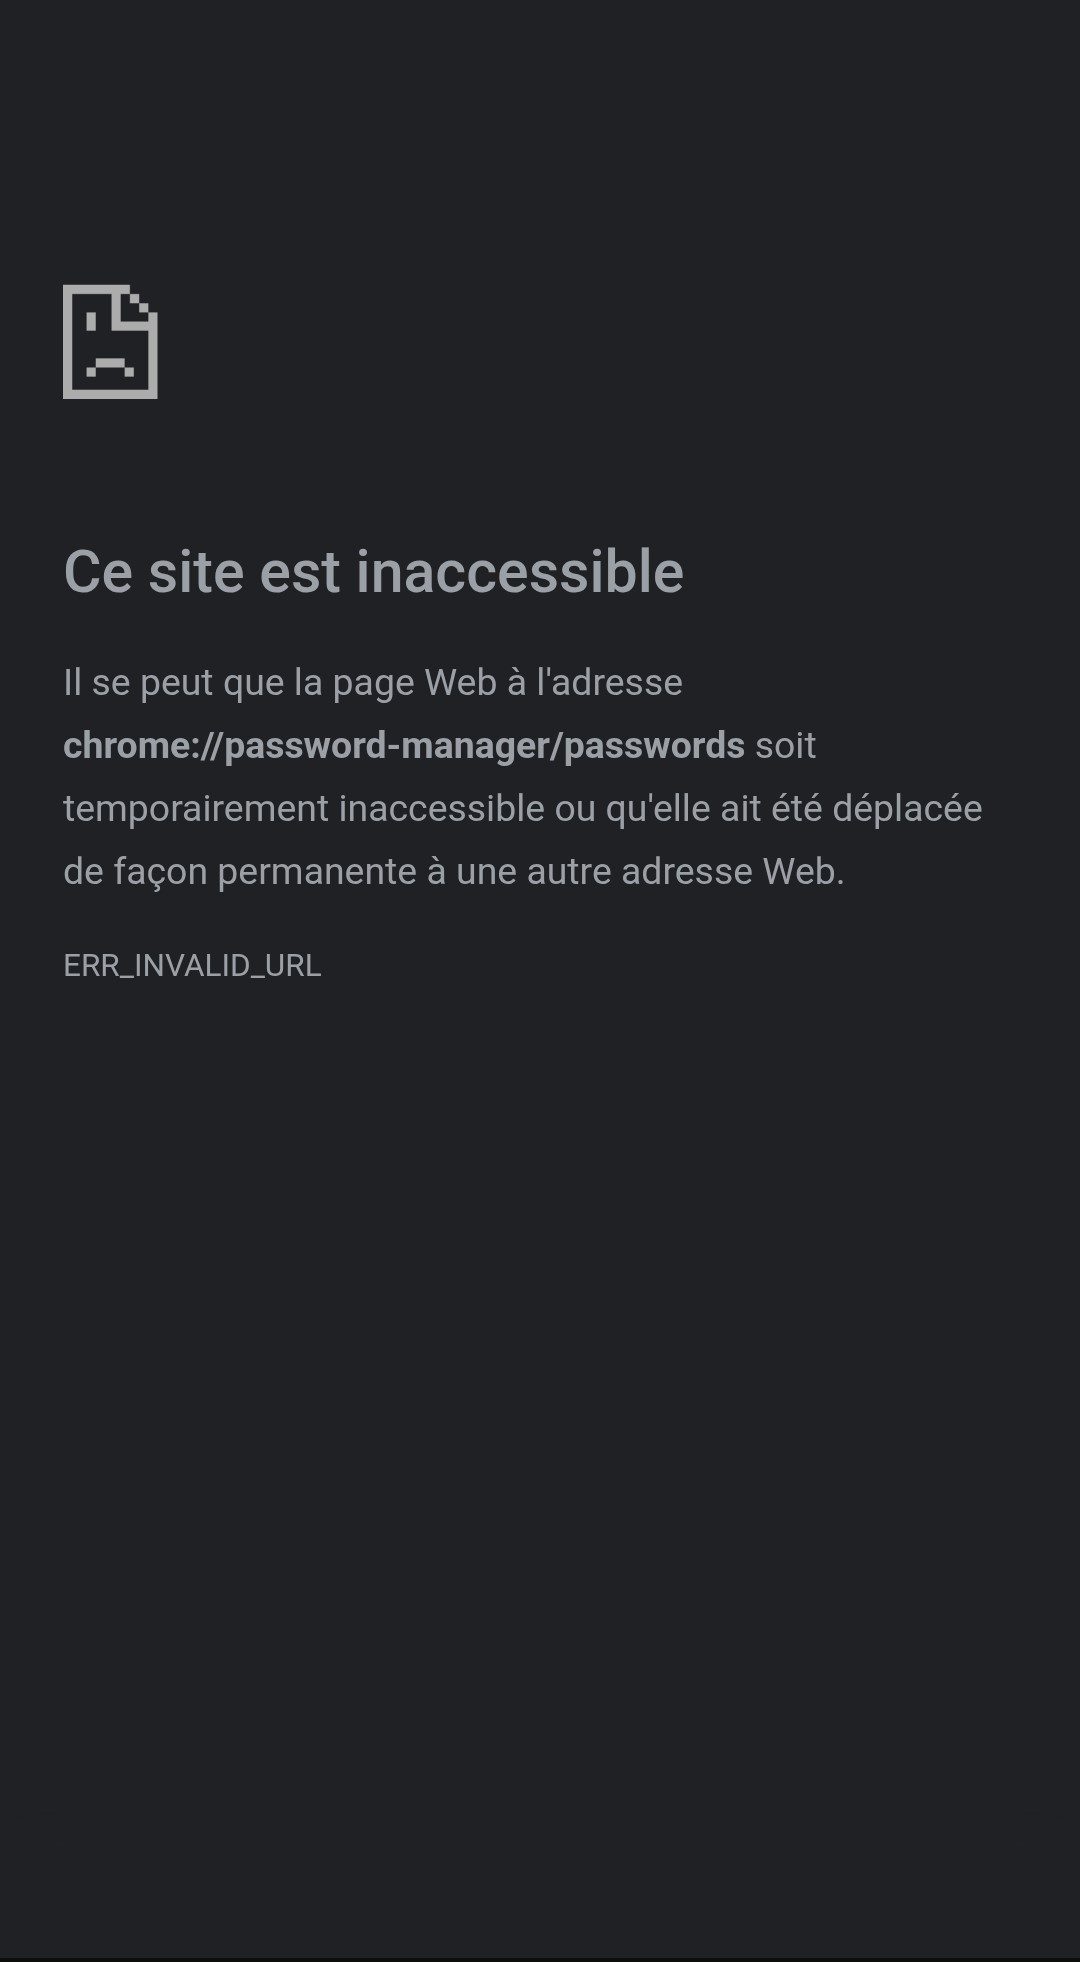 Ce site est inaccessible
Il se peut que la page Web à l'adresse
chrome://password-manager/passwords soit
temporairement inaccessible ou qu'elle ait été déplacée
de façon permanente à une autre adresse Web.
ERR_INVALID_URL